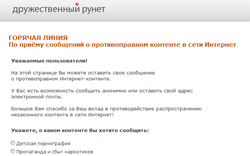 дружественный рунет
ГОРЯЧАЯ ЛИНИЯ
По приёму сообщений о противоправном контенте в сети Интернет
Уважаемые пользователи!
На этой странице Вы можете оставить свое сообщение
о противоправном Интернет-контенте.
У вас есть возможность сообщить анонимно или оставить свой адрес
электронной почты.
Большое Вам спасибо за Ваш вклад в противодействие распространению
незаконного контента в сети Интернет!
Укажите, о каком контенте Вы хотите сообщить:
Детская порнография
Пропаганда и сбыт наркотиков